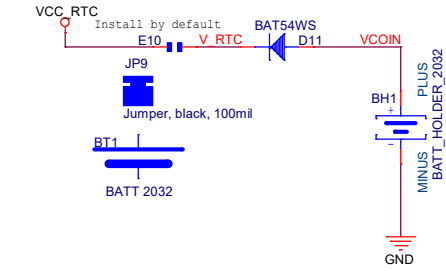 VCC_RTC
Install by default
E10
V_RTC
BAT54WS
D11
VCOIN
JP9
Jumper, black, 100mil
BT1
BATT 2032
BH1
+
-
PLUS
MINUS
BATT_HOLDER_2032
GND